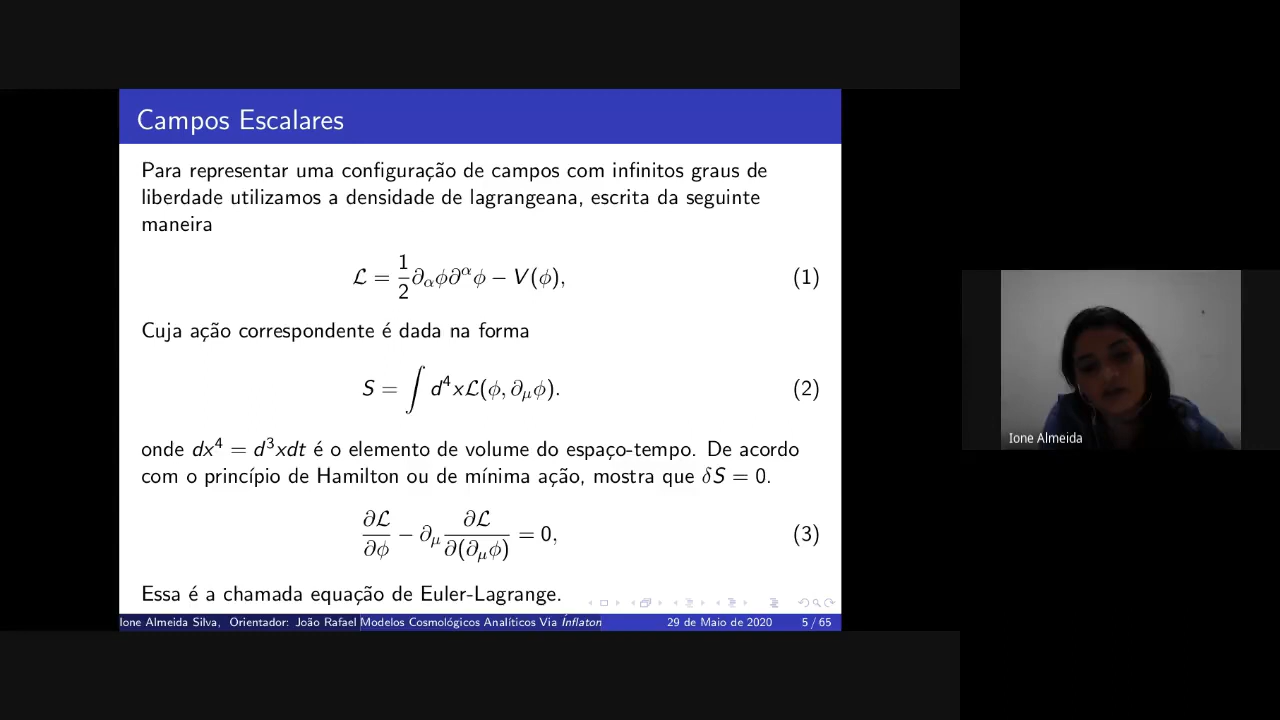 Campos Escalares
Para representar uma configuração de campos com infinitos graus de
liberdade utilizamos a densidade de lagrangeana, escrita da seguinte
maneira
ℒ = 1/2 ∂_α ϕ ∂^α ϕ − V(ϕ), (1)
Cuja ação correspondente é dada na forma
S = ∫ d⁴xℒ(ϕ, ∂_μ ϕ). (2)
onde dx⁴ = d³xdt é o elemento de volume do espaço-tempo. De acordo
com o princípio de Hamilton ou de mínima ação, mostra que δS = 0.
∂ℒ/∂ϕ − ∂_μ ∂ℒ/∂(∂_μ ϕ) = 0, (3)
Essa é a chamada equação de Euler-Lagrange.
Ione Almeida Silva, Orientador: João Rafael Modelos Cosmológicos Analíticos Via Ínflaton 29 de Maio de 2020 5 / 65
Ione Almeida